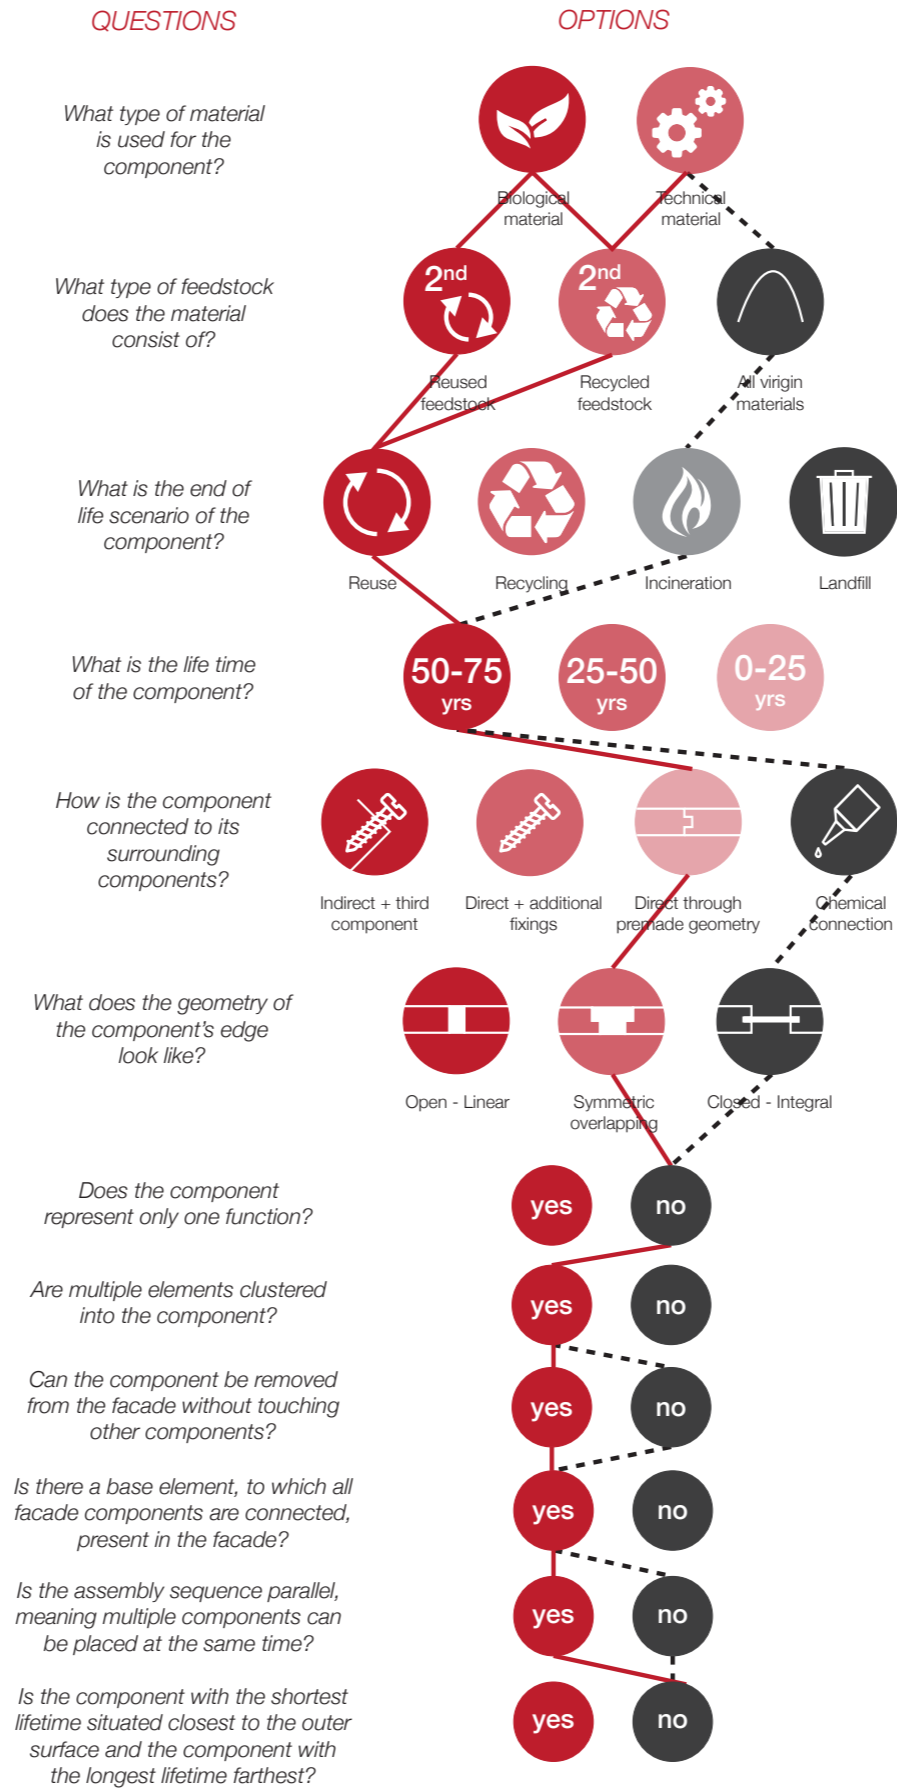 QUESTIONS
OPTIONS
What type of material
is used for the
component?
Biological
material
Technical
material
What type of feedstock
does the material
consist of?
2nd
2nd
Reused
feedstock
Recycled
feedstock
All virigin
materials
What is the end of
life scenario of the
component?
Reuse
Recycling
Incineration
Landfill
What is the life time
of the component?
50-75
yrs
25-50
yrs
0-25
yrs
How is the component
connected to its
surrounding
components?
Indirect + third
component
Direct + additional
fixings
Direct through
premade geometry
Chemical
connection
What does the geometry of
the component's edge
look like?
Open - Linear
Symmetric
overlapping
Closed - Integral
Does the component
represent only one function?
yes
no
Are multiple elements clustered
into the component?
yes
no
Can the component be removed
from the facade without touching
other components?
yes
no
Is there a base element, to which all
facade components are connected,
present in the facade?
yes
no
Is the assembly sequence parallel,
meaning multiple components can
be placed at the same time?
yes
no
Is the component with the shortest
lifetime situated closest to the outer
surface and the component with
the longest lifetime farthest?
yes
no